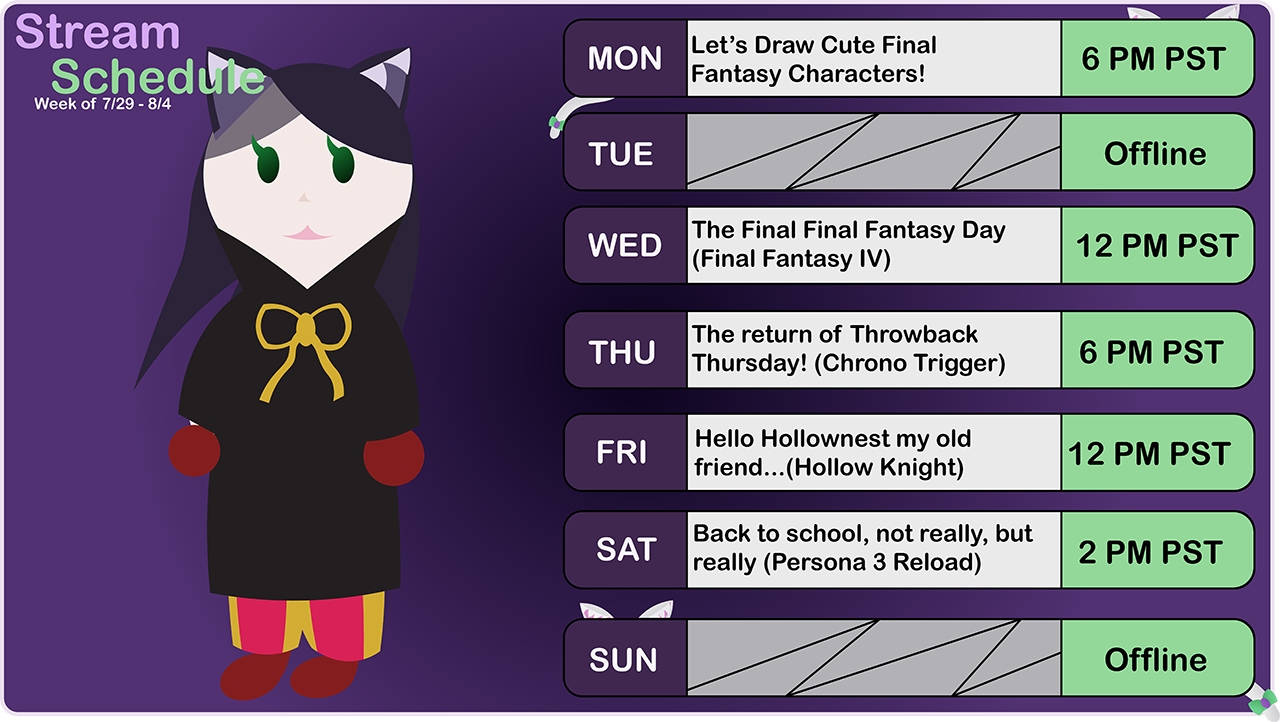 Stream
Schedule
Week of 7/29 - 8/4
MON
Let’s Draw Cute Final
Fantasy Characters!
6 PM PST
TUE
Offline
WED
The Final Final Fantasy Day
(Final Fantasy IV)
12 PM PST
THU
The return of Throwback
Thursday! (Chrono Trigger)
6 PM PST
FRI
Hello Hollownest my old
friend...(Hollow Knight)
12 PM PST
SAT
Back to school, not really, but
really (Persona 3 Reload)
2 PM PST
SUN
Offline